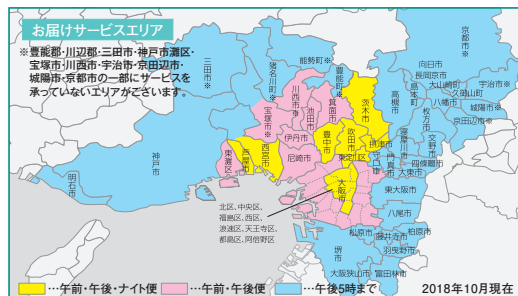 お届けサービスエリア
※豊能郡・川辺郡・三田市・神戸市灘区・
宝塚市・川西市・宇治市・京田辺市・
城陽市・京都市の一部にサービスを
承っていないエリアがございます。
京都市※
能勢町※
三田市※
猪名川町※
豊能町※
向日市
長岡京市
大山崎町
宇治市※
久御山町
島本町
八幡市
城陽市※
京田辺市※
川西市※
箕面市
茨木市
高槻市
枚方市
宝塚市※
池田市
伊丹市
豊中市
吹田市
摂津市
寝屋川市
交野市
四條畷市
神戸市
東灘区
芦屋市
西宮市
尼崎市
東淀川区
守口市
門真市
大東市
明石市
大阪市
東大阪市
北区、中央区、
福島区、西区、
浪速区、天王寺区、
都島区、阿倍野区
八尾市
松原市
藤井寺市
柏原市
羽曳野市
堺市
大阪狭山市
富田林市
…午前・午後・ナイト便
…午前・午後便
…午後5時まで
2018年10月現在